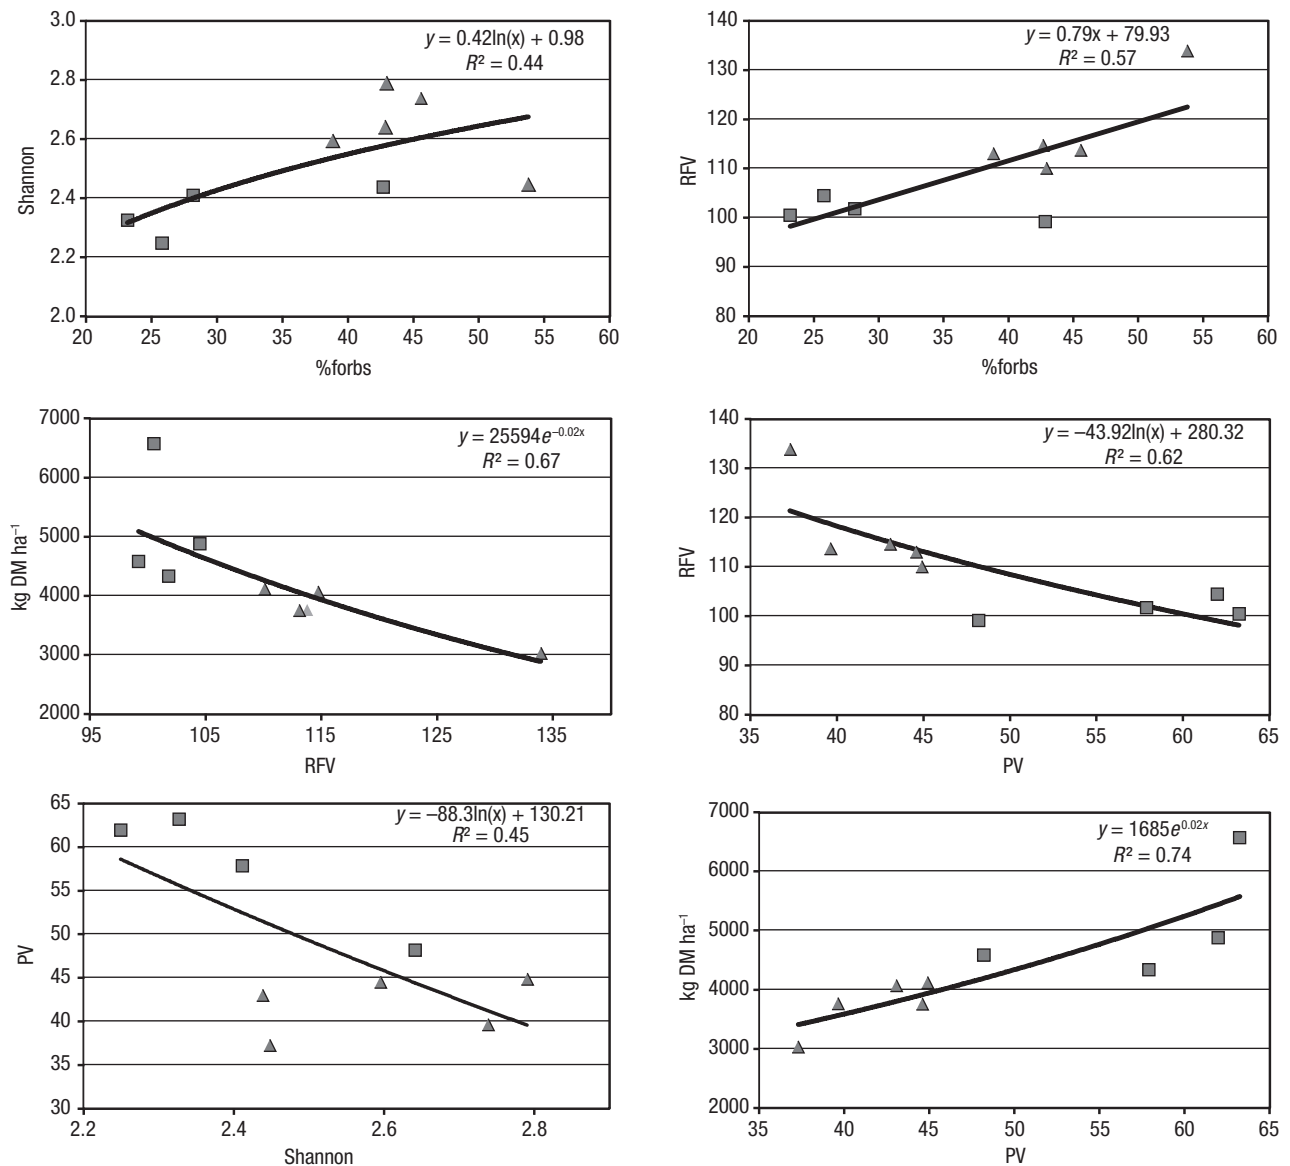 3.0
2.8
2.6
2.4
2.2
2.0
Shannon
y = 0.42ln(x) + 0.98
R² = 0.44
20 25 30 35 40 45 50 55 60
%forbs
140
130
120
110
100
90
80
RFV
y = 0.79x + 79.93
R² = 0.57
20 25 30 35 40 45 50 55 60
%forbs
7000
6000
5000
4000
3000
2000
kg DM ha⁻¹
y = 25594e⁻⁰·⁰²ˣ
R² = 0.67
95 105 115 125 135
RFV
140
130
120
110
100
90
80
RFV
y = –43.92ln(x) + 280.32
R² = 0.62
35 40 45 50 55 60 65
PV
65
60
55
50
45
40
35
30
PV
y = –88.3ln(x) + 130.21
R² = 0.45
2.2 2.4 2.6 2.8
Shannon
7000
6000
5000
4000
3000
2000
kg DM ha⁻¹
y = 1685e⁰·⁰²ˣ
R² = 0.74
35 40 45 50 55 60 65
PV